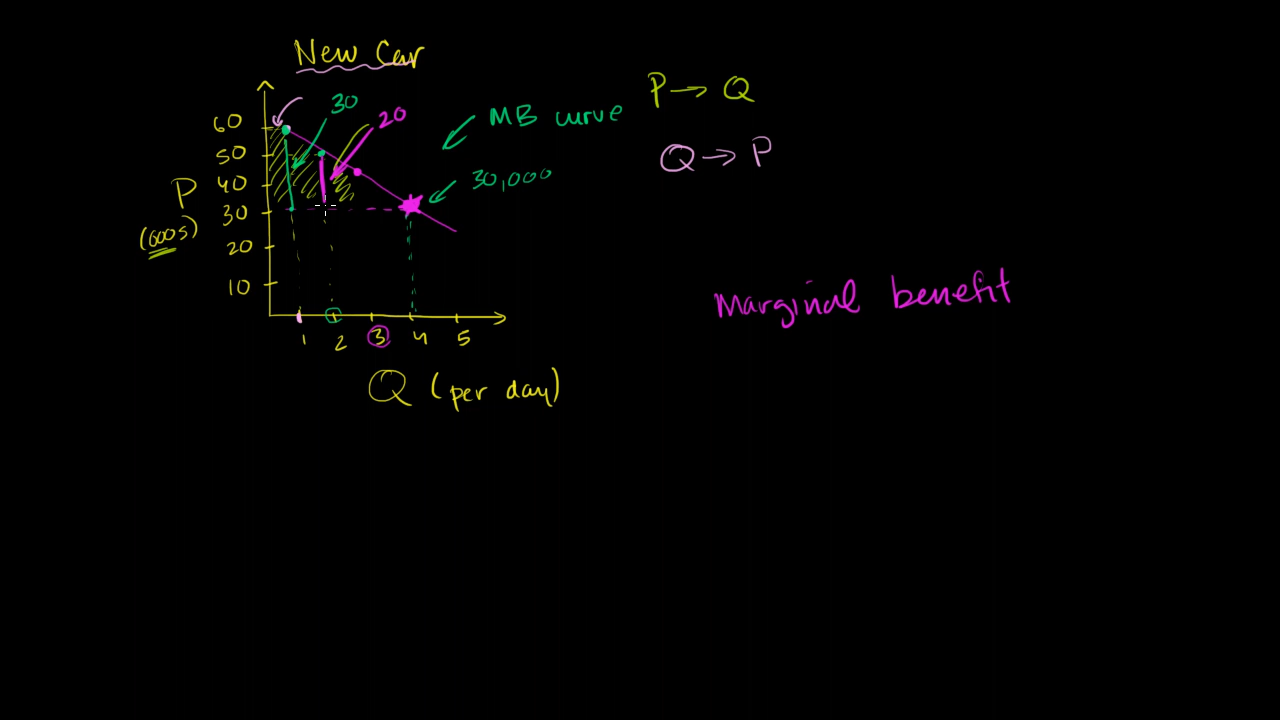 New Car
P → Q
30
20
MB curve
60
Q → P
50
30,000
40
P
30
(000s)
20
10
Marginal benefit
1 2 3 4 5
Q (per day)